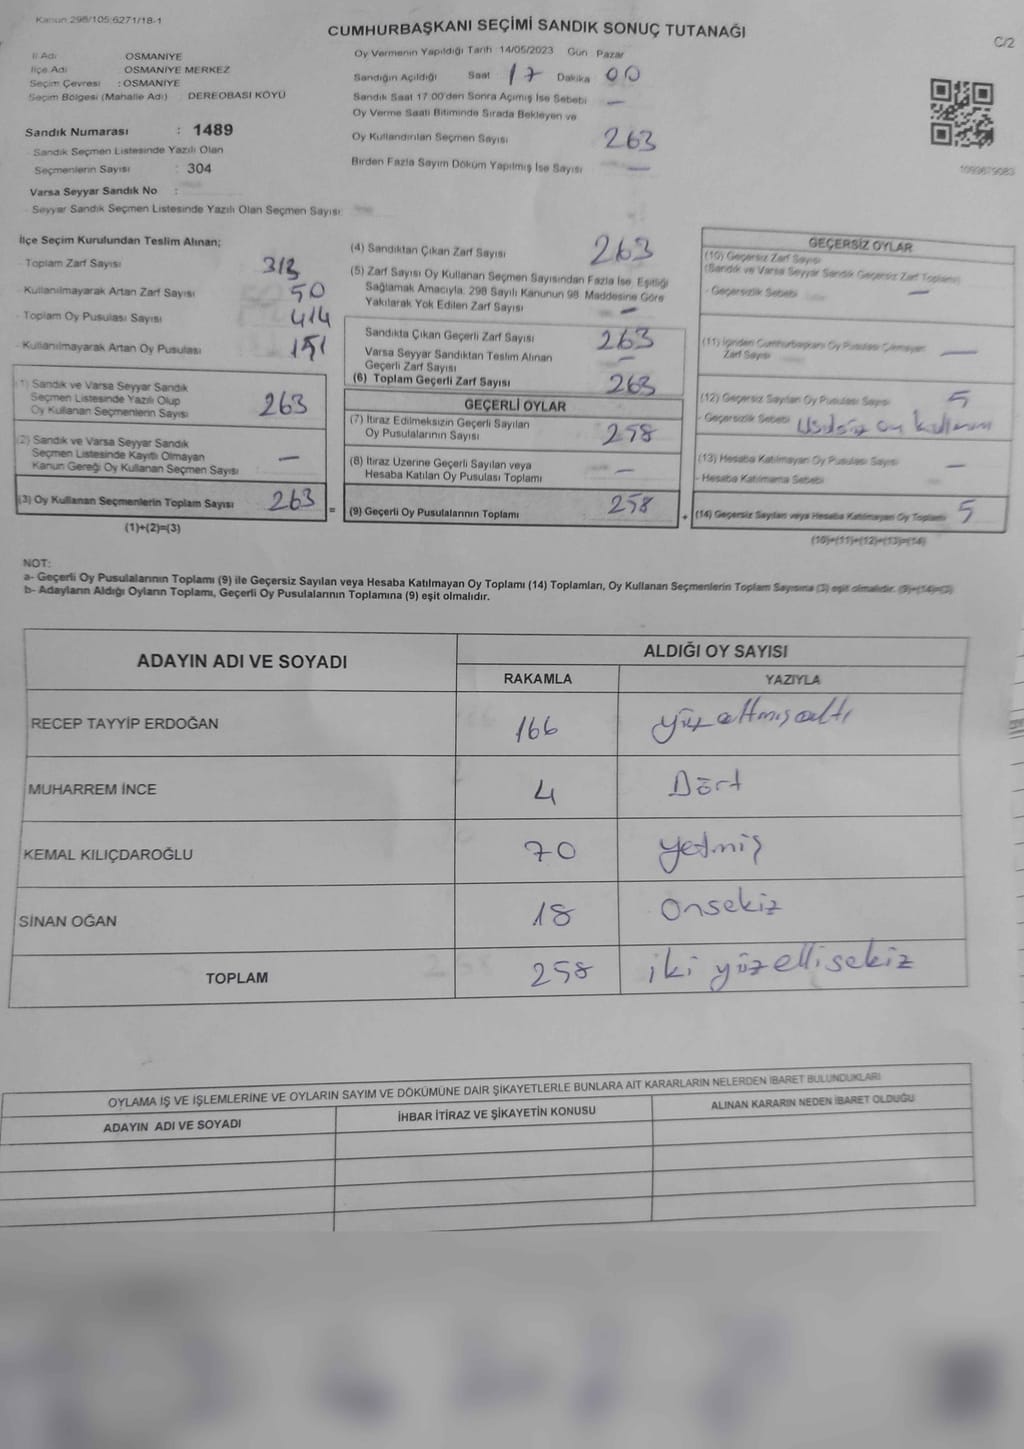 Kanun 298/105,6271/18-1
CUMHURBAŞKANI SEÇİMİ SANDIK SONUÇ TUTANAĞI
C/2
İl Adı : OSMANİYE
İlçe Adı : OSMANİYE MERKEZ
Seçim Çevresi : OSMANİYE
Seçim Bölgesi (Mahalle Adı) : DEREOBASI KÖYÜ
Sandık Numarası : 1489
Sandık Seçmen Listesinde Yazılı Olan
Seçmenlerin Sayısı : 304
Varsa Seyyar Sandık No :
Seyyar Sandık Seçmen Listesinde Yazılı Olan Seçmen Sayısı:
Oy Vermenin Yapıldığı Tarih 14/05/2023 Gün Pazar
Sandığın Açıldığı Saat 17 Dakika 00
Sandık Saat 17:00'den Sonra Açılmış İse Sebebi —
Oy Verme Saati Bitiminde Sırada Bekleyen ve
Oy Kullandırılan Seçmen Sayısı 263
Birden Fazla Sayım Döküm Yapılmış İse Sayısı —
1099679083
İlçe Seçim Kurulundan Teslim Alınan;
- Toplam Zarf Sayısı 313
- Kullanılmayarak Artan Zarf Sayısı 50
- Toplam Oy Pusulası Sayısı 414
- Kullanılmayarak Artan Oy Pusulası 151
(1) Sandık ve Varsa Seyyar Sandık
Seçmen Listesinde Yazılı Olup
Oy Kullanan Seçmenlerin Sayısı 263
(2) Sandık ve Varsa Seyyar Sandık
Seçmen Listesinde Kayıtlı Olmayan
Kanun Gereği Oy Kullanan Seçmen Sayısı —
(3) Oy Kullanan Seçmenlerin Toplam Sayısı 263
(1)+(2)=(3)
=
(4) Sandıktan Çıkan Zarf Sayısı 263
(5) Zarf Sayısı Oy Kullanan Seçmen Sayısından Fazla İse, Eşitliği
Sağlamak Amacıyla, 298 Sayılı Kanunun 98. Maddesine Göre
Yakılarak Yok Edilen Zarf Sayısı —
Sandıkta Çıkan Geçerli Zarf Sayısı 263
Varsa Seyyar Sandıktan Teslim Alınan
Geçerli Zarf Sayısı —
(6) Toplam Geçerli Zarf Sayısı 263
GEÇERLİ OYLAR
(7) İtiraz Edilmeksizin Geçerli Sayılan
Oy Pusulalarının Sayısı 258
(8) İtiraz Üzerine Geçerli Sayılan veya
Hesaba Katılan Oy Pusulası Toplamı —
(9) Geçerli Oy Pusulalarının Toplamı 258
+
GEÇERSİZ OYLAR
(10) Geçersiz Zarf Sayısı
(Sandık ve Varsa Seyyar Sandık Geçersiz Zarf Toplamı)
- Geçersizlik Sebebi —
(11) İçinden Cumhurbaşkanı Oy Pusulası Çıkmayan
Zarf Sayısı —
(12) Geçersiz Sayılan Oy Pusulası Sayısı 5
- Geçersizlik Sebebi Usulsüz oy kullanım
(13) Hesaba Katılmayan Oy Pusulası Sayısı —
- Hesaba Katılmama Sebebi
(14) Geçersiz Sayılan veya Hesaba Katılmayan Oy Toplamı 5
(10)+(11)+(12)+(13)=(14)
NOT:
a- Geçerli Oy Pusulalarının Toplamı (9) ile Geçersiz Sayılan veya Hesaba Katılmayan Oy Toplamı (14) Toplamları, Oy Kullanan Seçmenlerin Toplam Sayısına (3) eşit olmalıdır. (9)+(14)=(3)
b- Adayların Aldığı Oyların Toplamı, Geçerli Oy Pusulalarının Toplamına (9) eşit olmalıdır.
ADAYIN ADI VE SOYADI ALDIĞI OY SAYISI
RAKAMLA YAZIYLA
RECEP TAYYİP ERDOĞAN 166 yüzaltmışaltı
MUHARREM İNCE 4 Dört
KEMAL KILIÇDAROĞLU 70 yetmiş
SİNAN OĞAN 18 Onsekiz
TOPLAM 258 iki yüzellisekiz
OYLAMA İŞ VE İŞLEMLERİNE VE OYLARIN SAYIM VE DÖKÜMÜNE DAİR ŞİKAYETLERLE BUNLARA AİT KARARLARIN NELERDEN İBARET BULUNDUKLARI
ADAYIN ADI VE SOYADI İHBAR İTİRAZ VE ŞİKAYETİN KONUSU ALINAN KARARIN NEDEN İBARET OLDUĞU